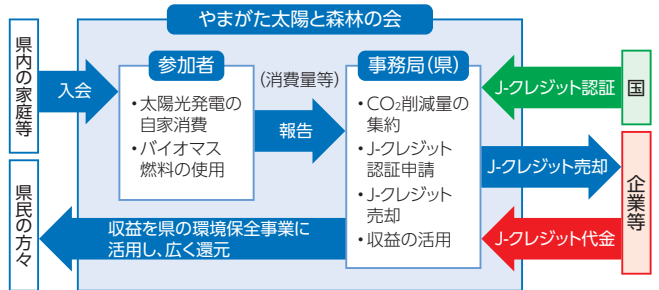 やまがた太陽と森林の会
県内の家庭等
入会
参加者
・太陽光発電の
自家消費
・バイオマス
燃料の使用
(消費量等)
報告
事務局(県)
・CO₂削減量の
集約
・J-クレジット
認証申請
・J-クレジット
売却
・収益の活用
J-クレジット認証
国
J-クレジット売却
企業等
J-クレジット代金
収益を県の環境保全事業に
活用し、広く還元
県民の方々